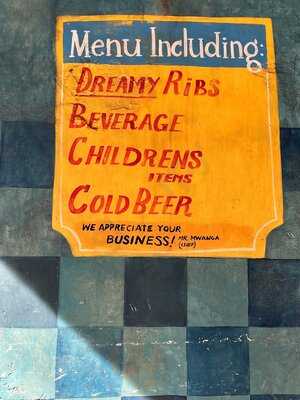 Menu Including:
DREAMY RIBS
BEVERAGE
CHILDRENS
ITEMS
COLD BEER
WE APPRECIATE YOUR
BUSINESS! MR. MWANGA
(CHEF)